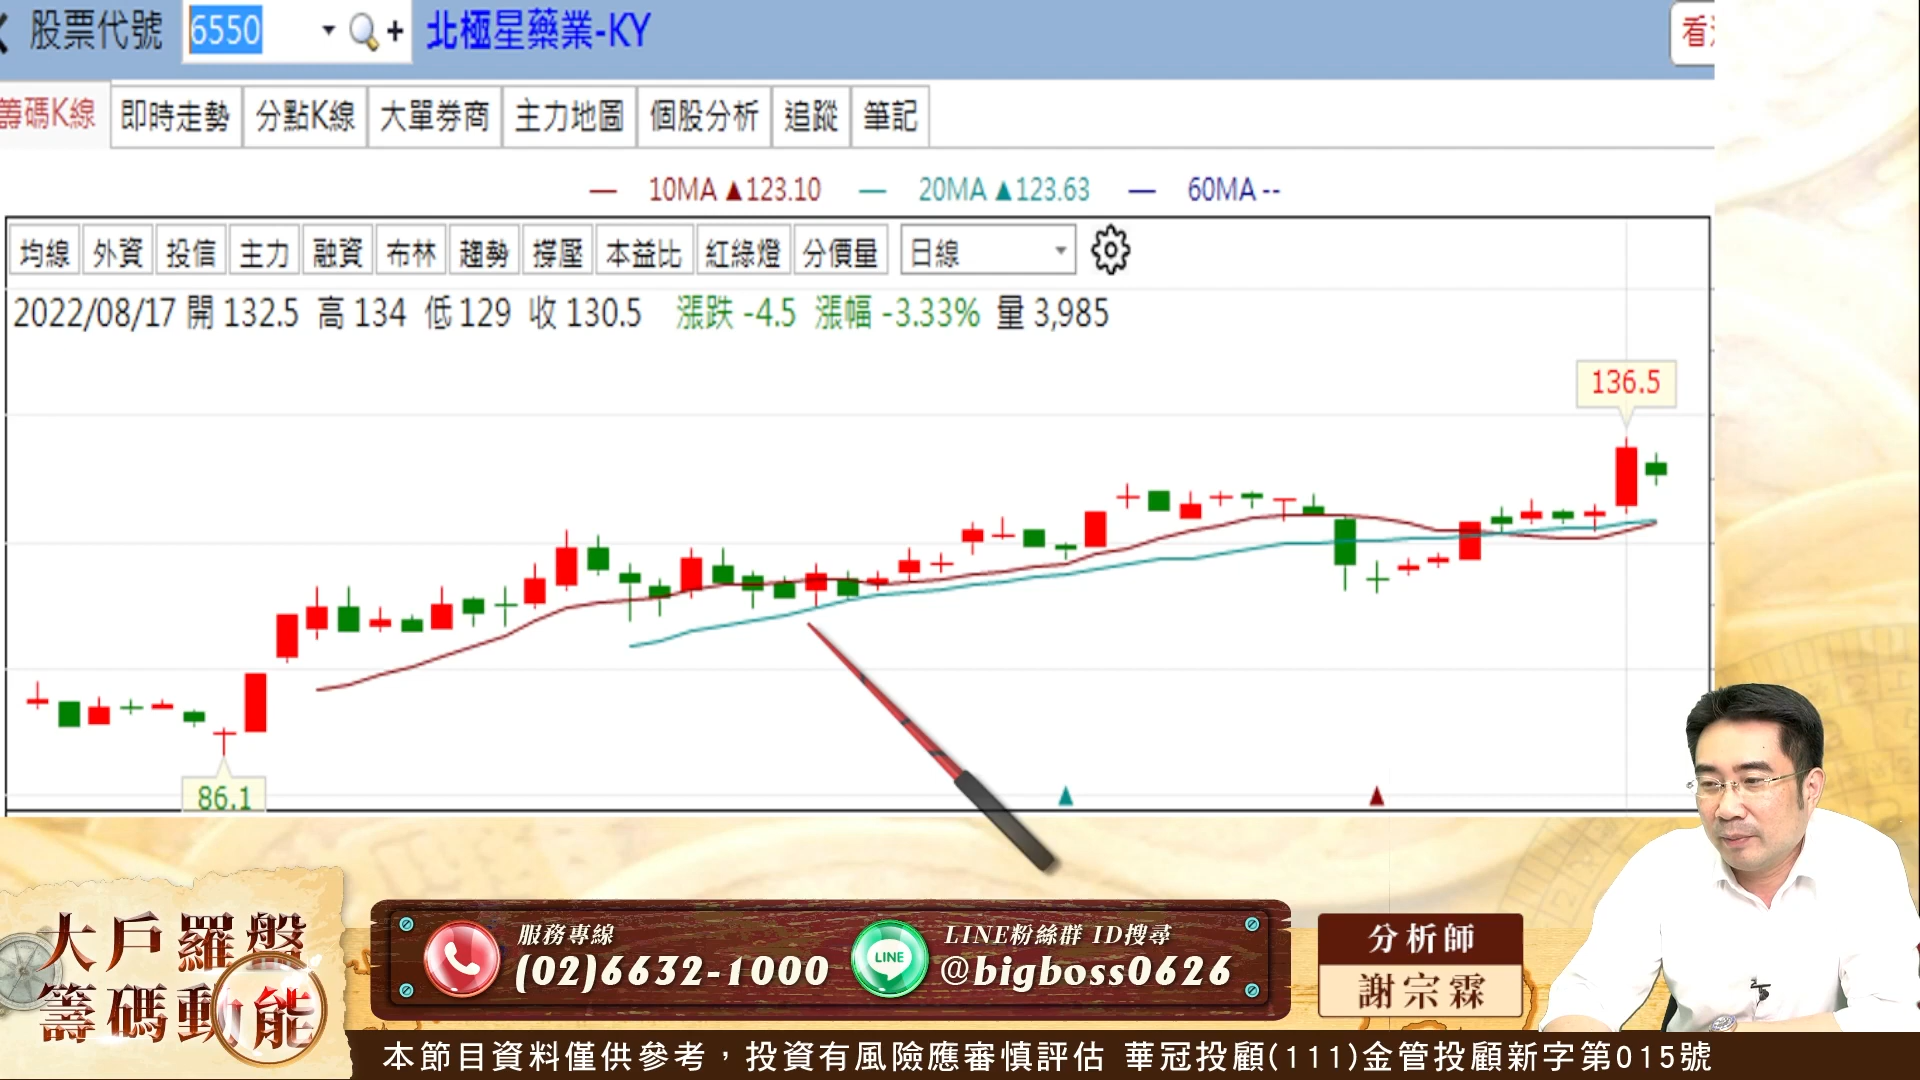 股票代號 6550 北極星藥業-KY
籌碼K線 即時走勢 分點K線 大單券商 主力地圖 個股分析 追蹤 筆記
10MA ▲123.10 20MA ▲123.63 60MA --
均線 外資 投信 主力 融資 布林 趨勢 撐壓 本益比 紅綠燈 分價量 日線
2022/08/17 開 132.5 高 134 低 129 收 130.5 漲跌 -4.5 漲幅 -3.33% 量 3,985
136.5
86.1
大戶羅盤
籌碼動能
服務專線
(02)6632-1000
LINE
LINE粉絲群 ID搜尋
@bigboss0626
分析師
謝宗霖
本節目資料僅供參考，投資有風險應審慎評估 華冠投顧(111)金管投顧新字第015號